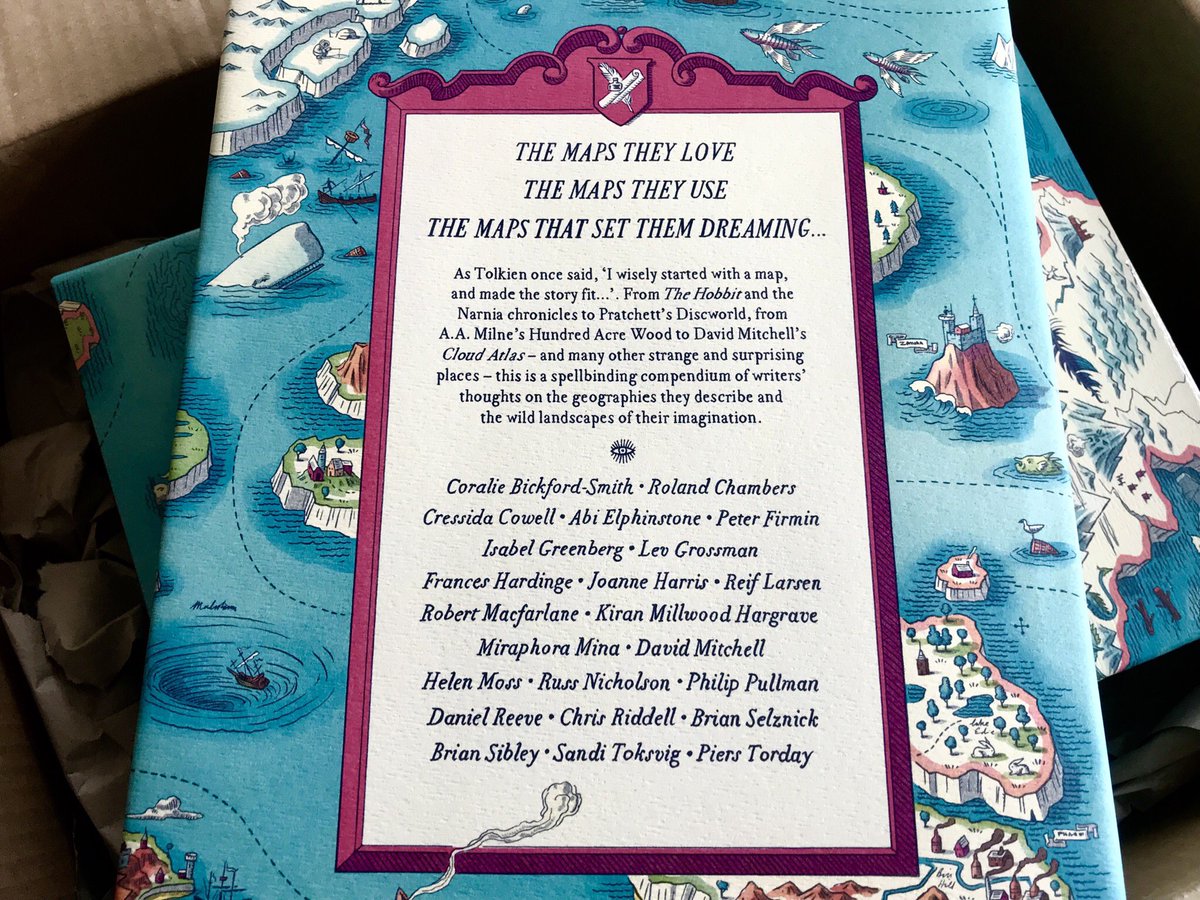 THE MAPS THEY LOVE
THE MAPS THEY USE
THE MAPS THAT SET THEM DREAMING...
As Tolkien once said, ‘I wisely started with a map,
and made the story fit...’. From The Hobbit and the
Narnia chronicles to Pratchett’s Discworld, from
A.A. Milne’s Hundred Acre Wood to David Mitchell’s
Cloud Atlas – and many other strange and surprising
places – this is a spellbinding compendium of writers’
thoughts on the geographies they describe and
the wild landscapes of their imagination.
Coralie Bickford-Smith • Roland Chambers
Cressida Cowell • Abi Elphinstone • Peter Firmin
Isabel Greenberg • Lev Grossman
Frances Hardinge • Joanne Harris • Reif Larsen
Robert Macfarlane • Kiran Millwood Hargrave
Miraphora Mina • David Mitchell
Helen Moss • Russ Nicholson • Philip Pullman
Daniel Reeve • Chris Riddell • Brian Selznick
Brian Sibley • Sandi Toksvig • Piers Torday
ZAMORA